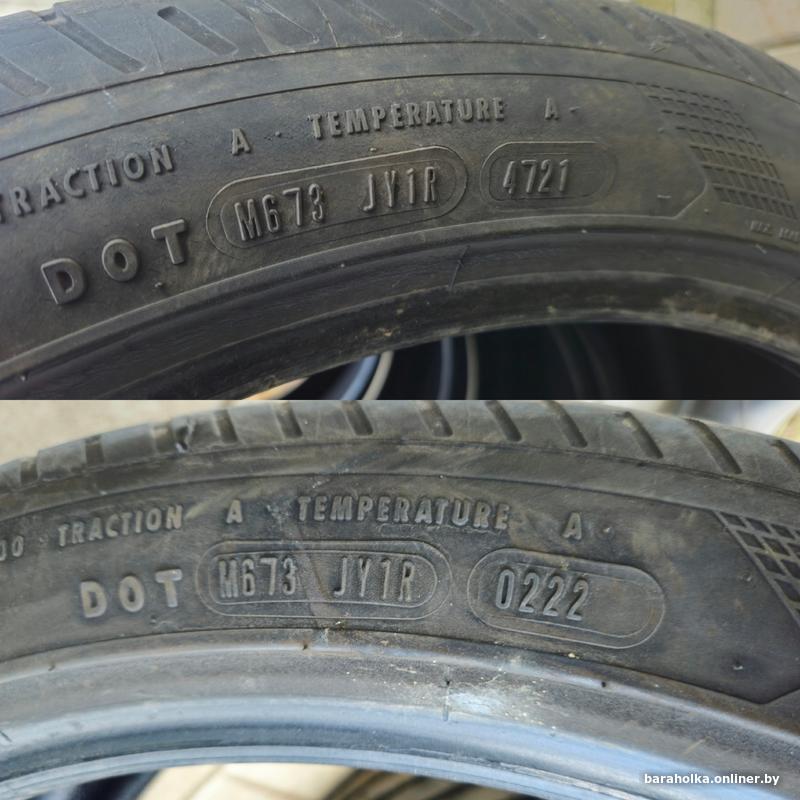 TRACTION A TEMPERATURE A
DOT M673 JY1R 4721
TRACTION A TEMPERATURE A
DOT M673 JY1R 0222
baraholka.onliner.by